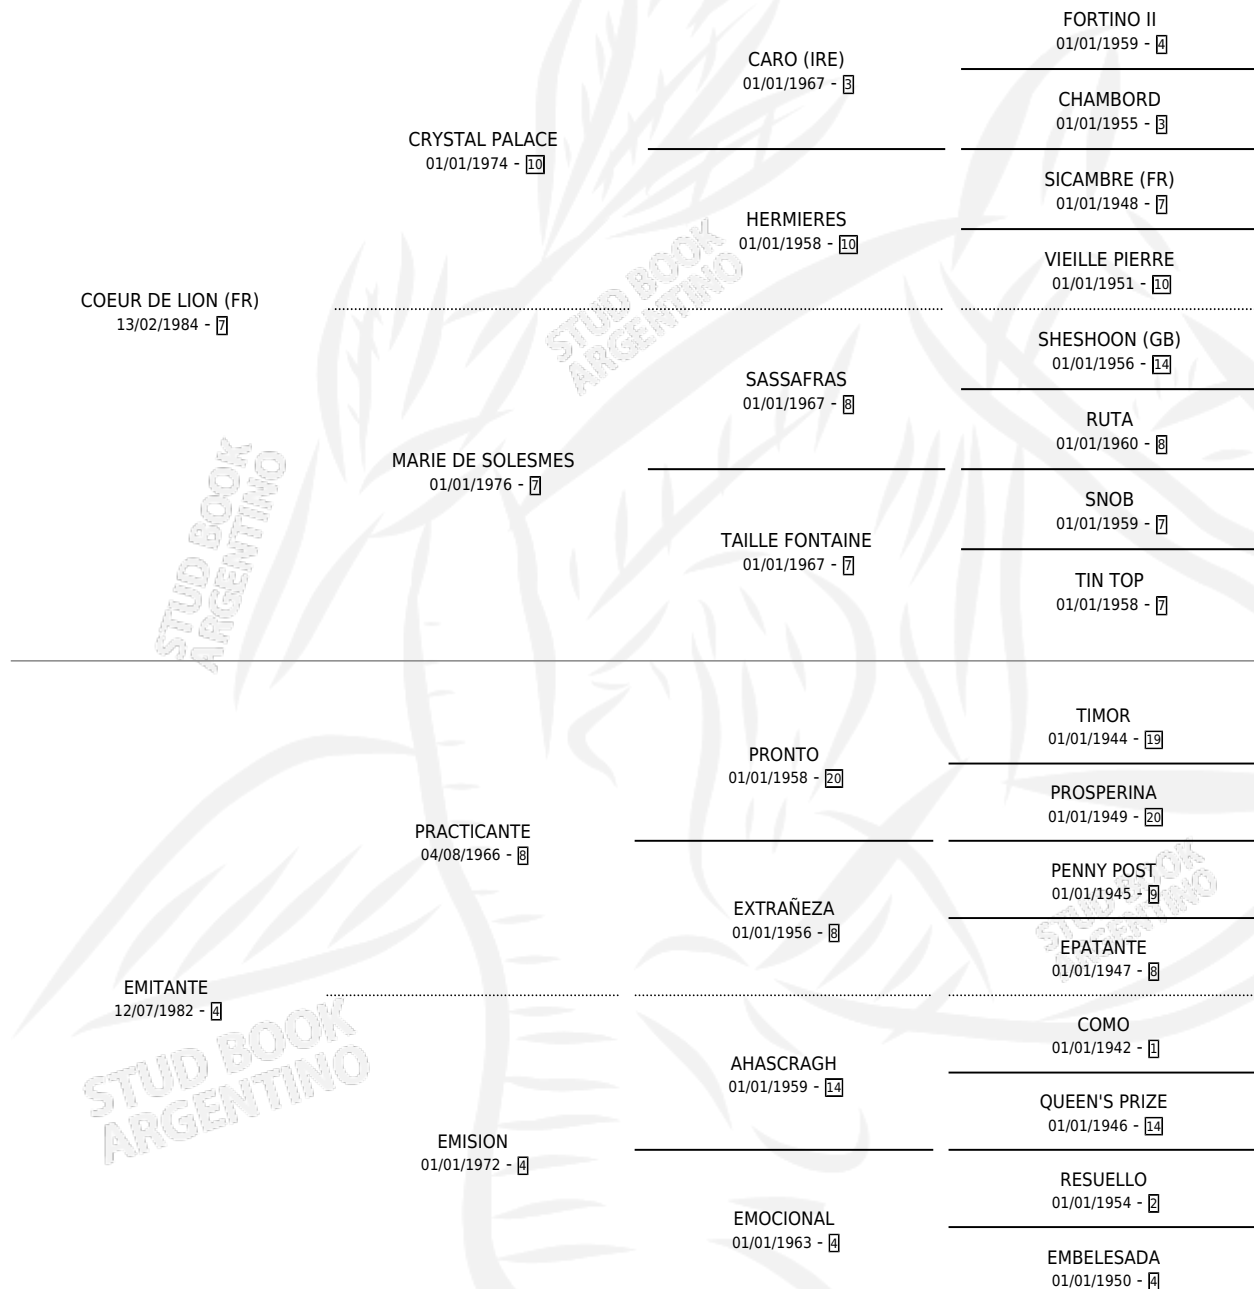 FORTINO II
01/01/1959 - 4
CARO (IRE)
01/01/1967 - 3
CHAMBORD
01/01/1955 - 3
CRYSTAL PALACE
01/01/1974 - 10
SICAMBRE (FR)
01/01/1948 - 7
HERMIERES
01/01/1958 - 10
VIEILLE PIERRE
01/01/1951 - 10
COEUR DE LION (FR)
13/02/1984 - 7
SHESHOON (GB)
01/01/1956 - 14
SASSAFRAS
01/01/1967 - 8
RUTA
01/01/1960 - 8
MARIE DE SOLESMES
01/01/1976 - 7
SNOB
01/01/1959 - 7
TAILLE FONTAINE
01/01/1967 - 7
TIN TOP
01/01/1958 - 7
TIMOR
01/01/1944 - 19
PRONTO
01/01/1958 - 20
PROSPERINA
01/01/1949 - 20
PRACTICANTE
04/08/1966 - 8
PENNY POST
01/01/1945 - 9
EXTRAÑEZA
01/01/1956 - 8
EPATANTE
01/01/1947 - 8
EMITANTE
12/07/1982 - 4
COMO
01/01/1942 - 1
AHASCRAGH
01/01/1959 - 14
QUEEN'S PRIZE
01/01/1946 - 14
EMISION
01/01/1972 - 4
RESUELLO
01/01/1954 - 2
EMOCIONAL
01/01/1963 - 4
EMBELESADA
01/01/1950 - 4
STUD BOOK
ARGENTINO
STUD BOOK
ARGENTINO
STUD BOOK
ARGENTINO
STUD BOOK
ARGENTINO